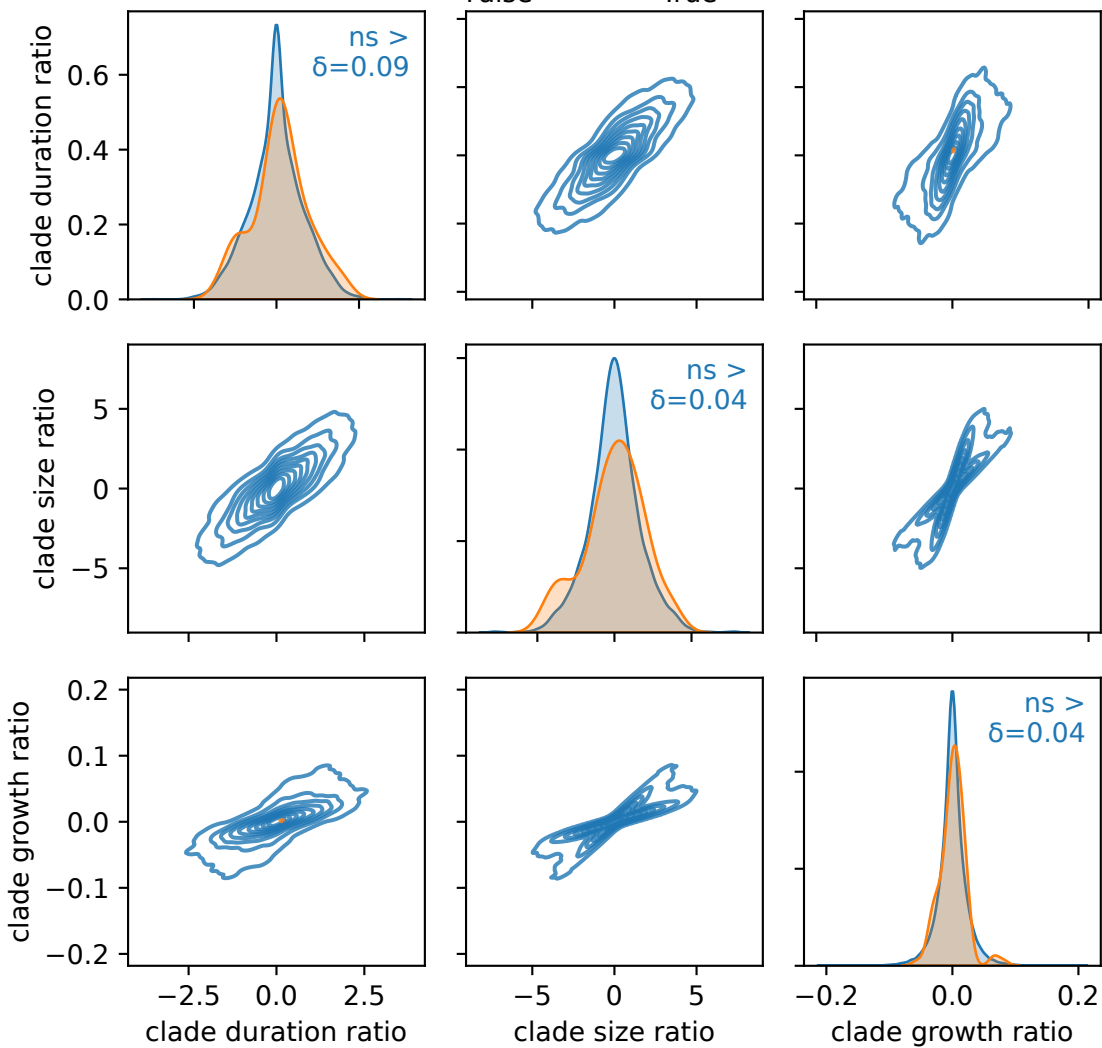 ns >
δ=0.09
clade duration ratio
0.6
0.4
0.2
0.0
ns >
δ=0.04
clade size ratio
5
0
−5
ns >
δ=0.04
clade growth ratio
0.2
0.1
0.0
−0.1
−0.2
−2.5 0.0 2.5
−5 0 5
−0.2 0.0 0.2
clade duration ratio
clade size ratio
clade growth ratio